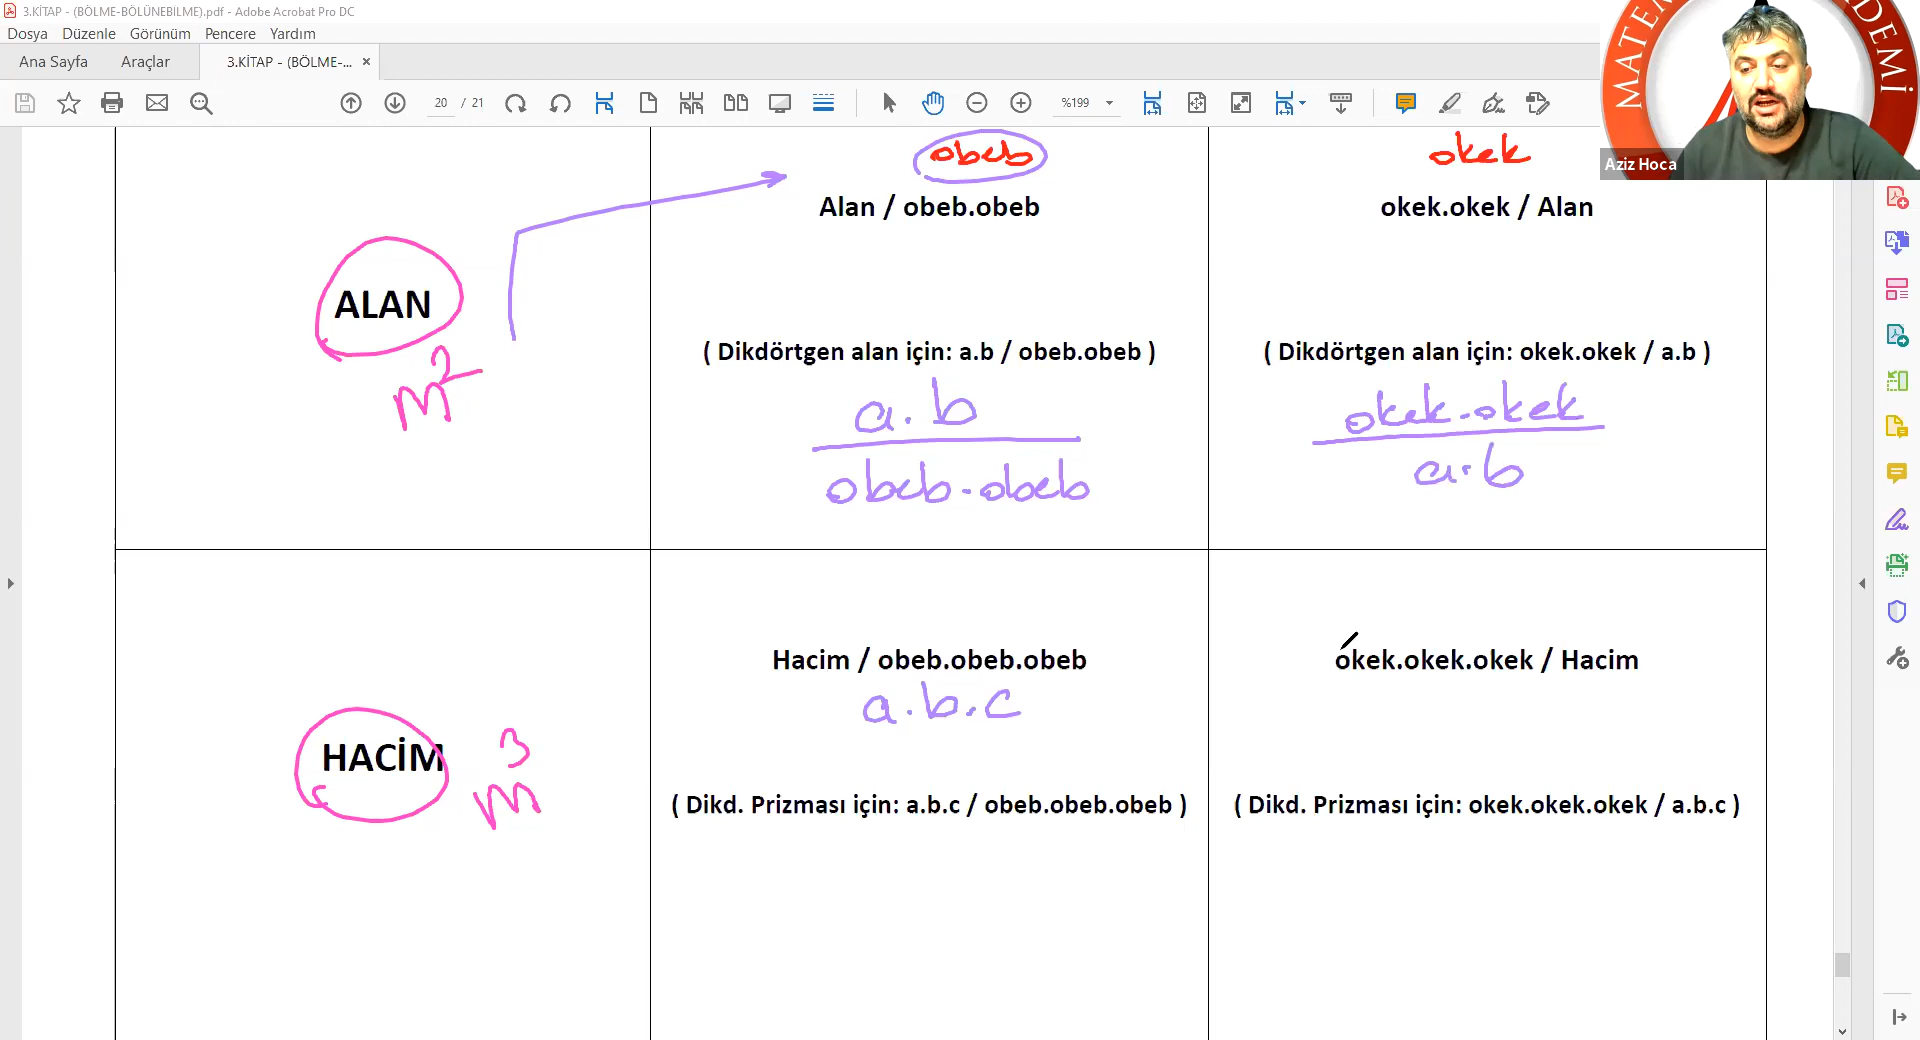 3.KİTAP - (BÖLME-BÖLÜNEBİLME).pdf - Adobe Acrobat Pro DC
Dosya Düzenle Görünüm Pencere Yardım
Ana Sayfa Araçlar 3.KİTAP - (BÖLME-... ×
20 / 21 %199
MATEM
DEMİ
Aziz Hoca
obeb
okek
Alan / obeb.obeb
okek.okek / Alan
ALAN
m²
( Dikdörtgen alan için: a.b / obeb.obeb )
( Dikdörtgen alan için: okek.okek / a.b )
a.b
obeb.obeb
okek.okek
a.b
Hacim / obeb.obeb.obeb
okek.okek.okek / Hacim
a.b.c
HACİM
m³
( Dikd. Prizması için: a.b.c / obeb.obeb.obeb )
( Dikd. Prizması için: okek.okek.okek / a.b.c )